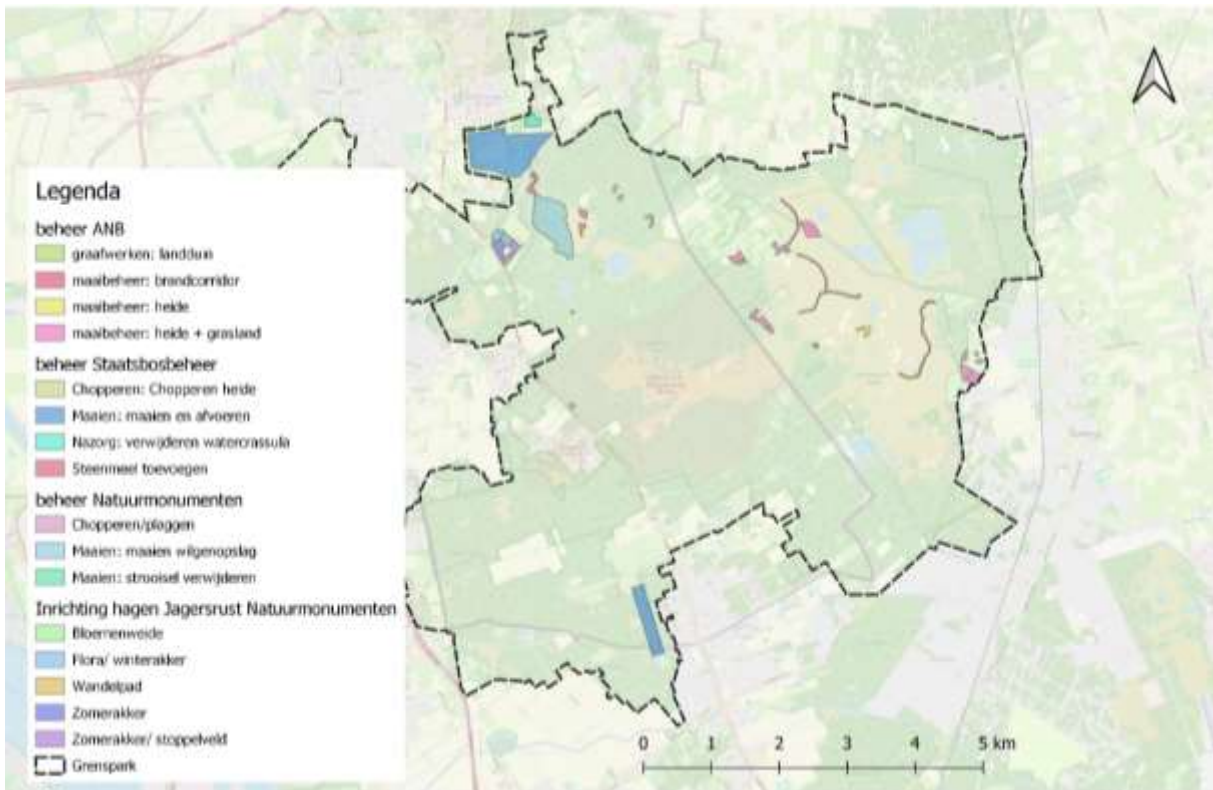 Legenda
beheer ANB
graafwerken: landduin
maaibeheer: brandcorridor
maaibeheer: heide
maaibeheer: heide + grasland
beheer Staatsbosbeheer
Chopperen: Chopperen heide
Maaien: maaien en afvoeren
Nazorg: verwijderen watercrassula
Steenmeel toevoegen
beheer Natuurmonumenten
Chopperen/plaggen
Maaien: maaien wilgenopslag
Maaien: strooisel verwijderen
Inrichting hagen Jagersrust Natuurmonumenten
Bloemenweide
Flora/ winterakker
Wandelpad
Zomerakker
Zomerakker/ stoppelveld
Grenspark
0 1 2 3 4 5 km